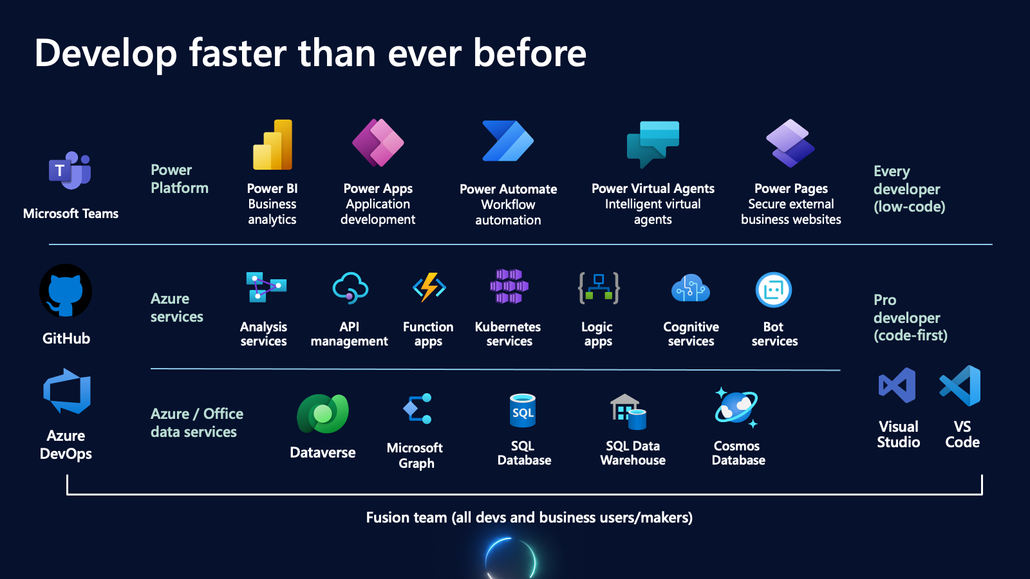 Develop faster than ever before
T
Microsoft Teams
Power
Platform
Power BI
Business
analytics
Power Apps
Application
development
Power Automate
Workflow
automation
Power Virtual Agents
Intelligent virtual
agents
Power Pages
Secure external
business websites
Every
developer
(low-code)
GitHub
Azure
services
Analysis
services
API
management
Function
apps
Kubernetes
services
Logic
apps
Cognitive
services
Bot
services
Pro
developer
(code-first)
Azure
DevOps
Azure / Office
data services
Dataverse
Microsoft
Graph
SQL
SQL
Database
SQL Data
Warehouse
Cosmos
Database
Visual
Studio
VS
Code
Fusion team (all devs and business users/makers)